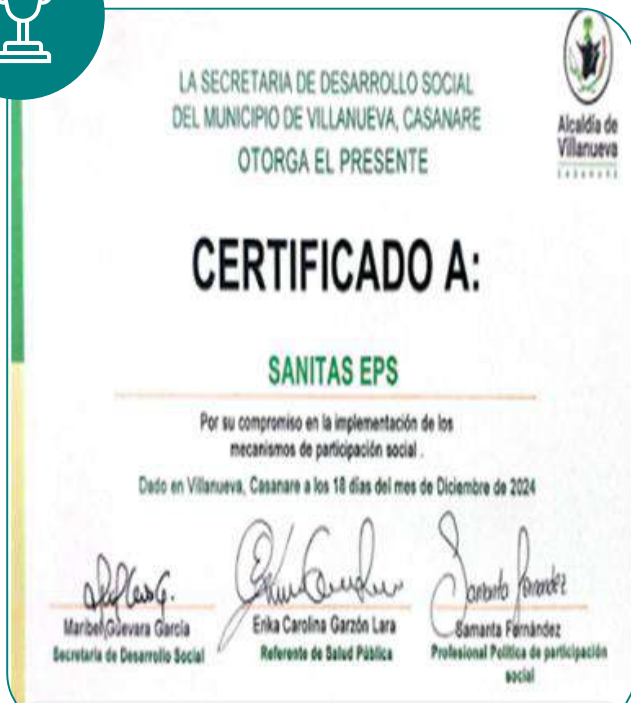 LA SECRETARIA DE DESARROLLO SOCIAL
DEL MUNICIPIO DE VILLANUEVA, CASANARE
OTORGA EL PRESENTE
Alcaldía de
Villanueva
CASANARE
CERTIFICADO A:
SANITAS EPS
Por su compromiso en la implementación de los
mecanismos de participación social .
Dado en Villanueva, Casanare a los 18 días del mes de Diciembre de 2024
Samanta Fernández
Maribel Guevara García
Erika Carolina Garzón Lara
Samanta Fernández
Secretaria de Desarrollo Social
Referente de Salud Pública
Profesional Política de participación
social